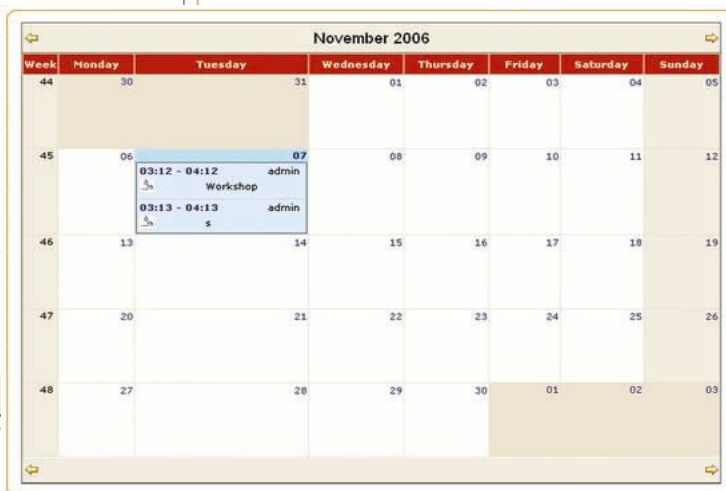 November 2006
Week Monday Tuesday Wednesday Thursday Friday Saturday Sunday
44 30 31 01 02 03 04 05
45 06 07 08 09 10 11 12
03:12 - 04:12 admin
Workshop
03:13 - 04:13 admin
s
46 13 14 15 16 17 18 19
47 20 21 22 23 24 25 26
48 27 28 29 30 01 02 03